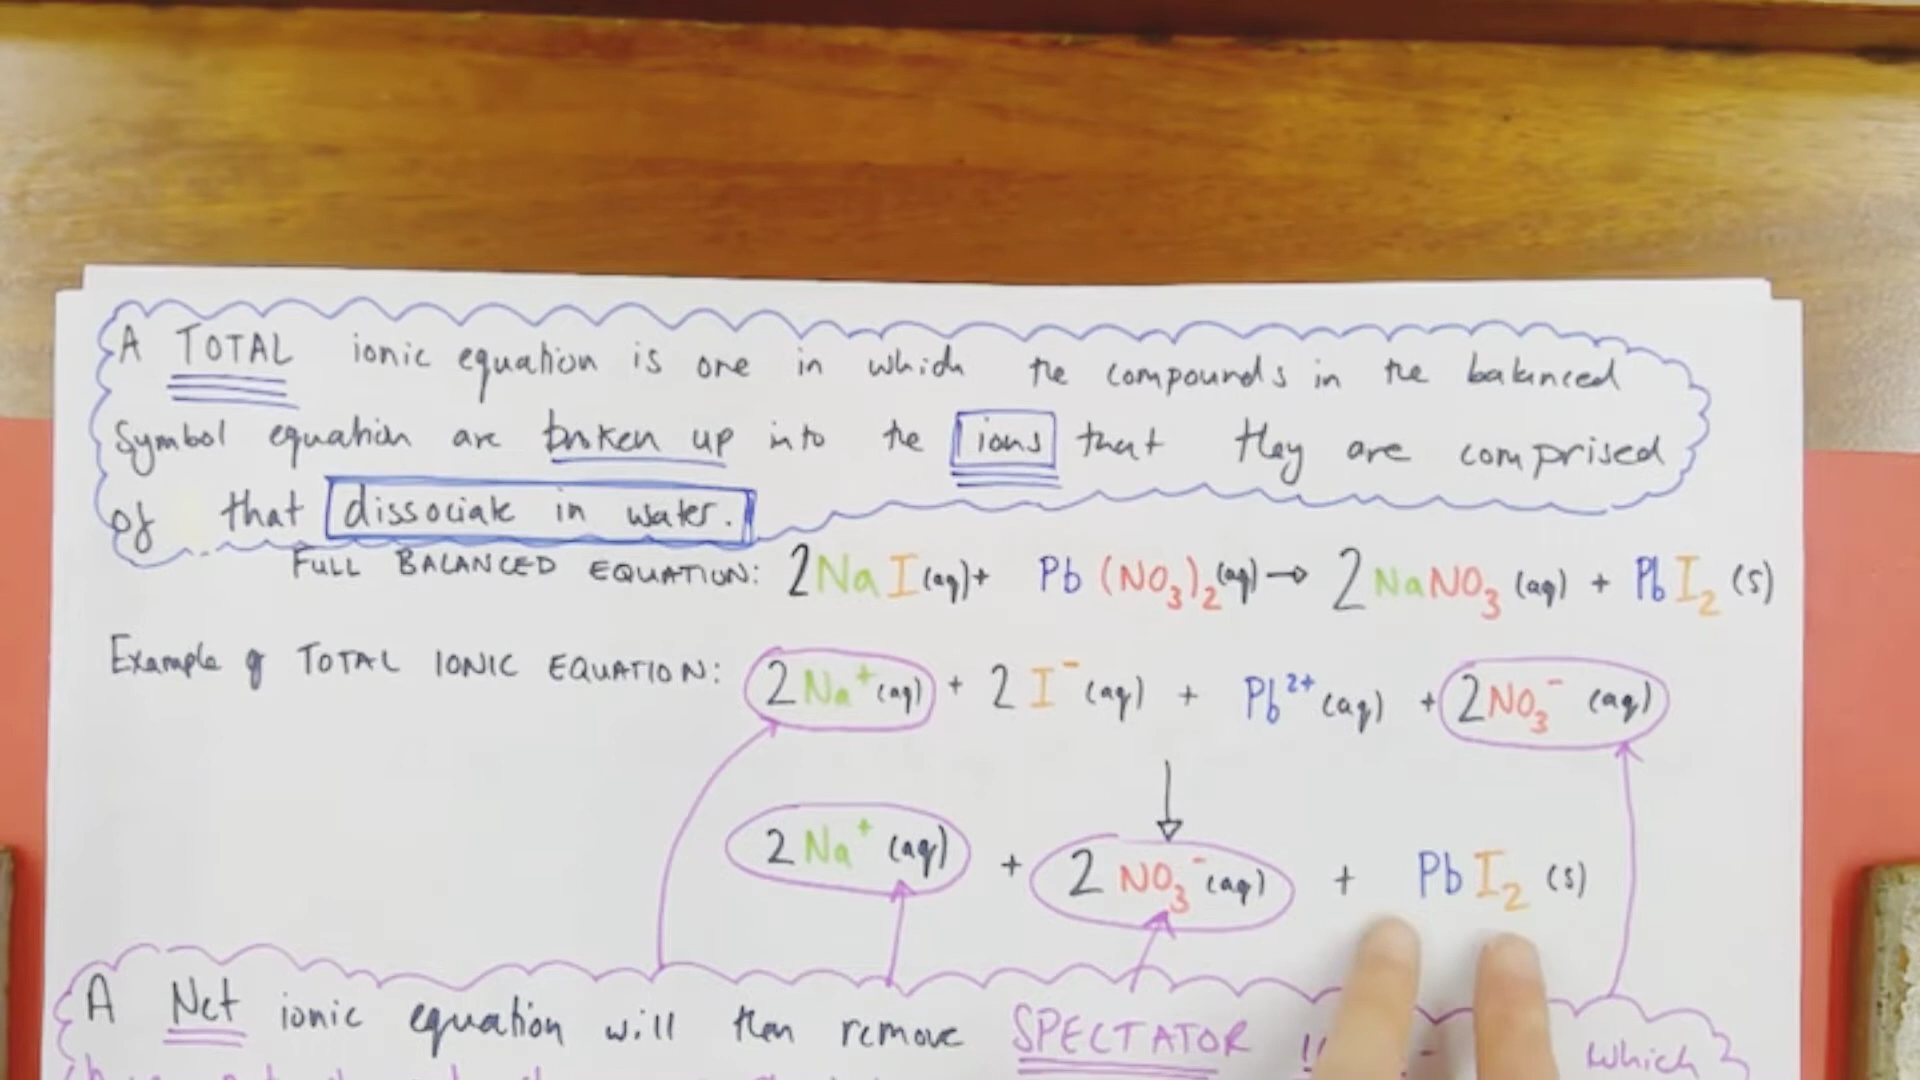 A TOTAL ionic equation is one in which the compounds in the balanced
symbol equation are broken up into the ions that they are comprised
of that dissociate in water.
FULL BALANCED EQUATION: 2NaI(aq) + Pb(NO₃)₂(aq) → 2NaNO₃(aq) + PbI₂(s)
Example of TOTAL IONIC EQUATION: 2Na⁺(aq) + 2I⁻(aq) + Pb²⁺(aq) + 2NO₃⁻(aq)
2Na⁺(aq) + 2NO₃⁻(aq) + PbI₂(s)
A Net ionic equation will then remove SPECTATOR which